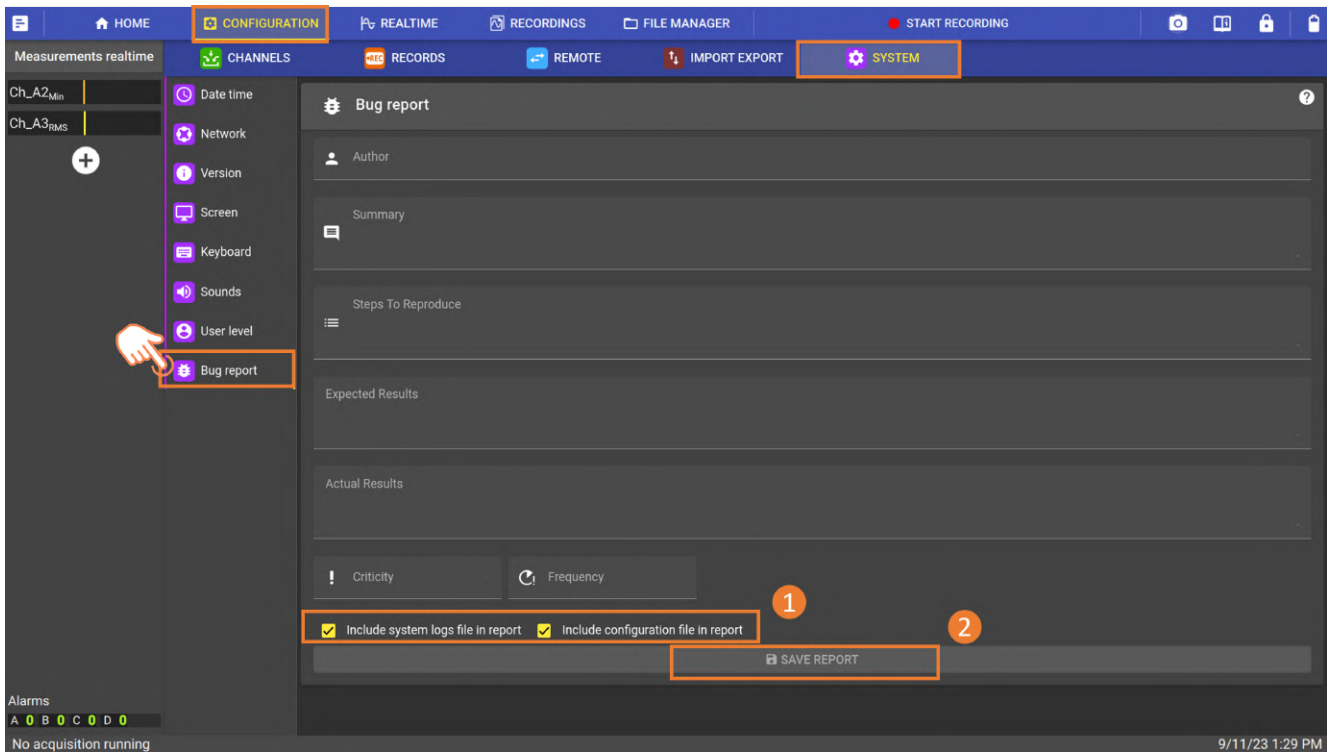 HOME CONFIGURATION REALTIME RECORDINGS FILE MANAGER START RECORDING
Measurements realtime CHANNELS REC RECORDS REMOTE IMPORT EXPORT SYSTEM
Ch_A2Min
Ch_A3RMS
Date time
Network
Version
Screen
Keyboard
Sounds
User level
Bug report
Bug report
Author
Summary
Steps To Reproduce
Expected Results
Actual Results
Criticity Frequency
1
Include system logs file in report Include configuration file in report
2
SAVE REPORT
Alarms
A 0 B 0 C 0 D 0
No acquisition running 9/11/23 1:29 PM